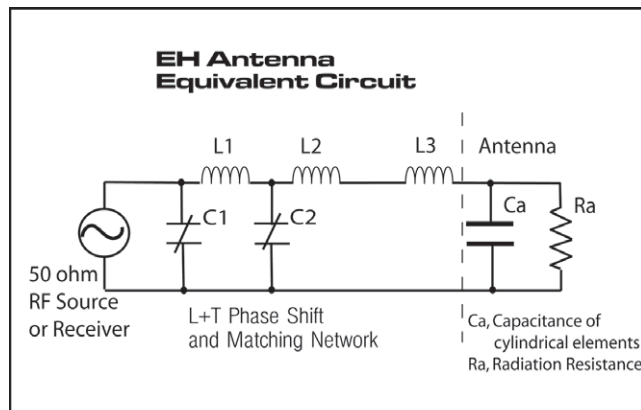 EH Antenna
Equivalent Circuit
L1
L2
L3
Antenna
C1
C2
Ca
Ra
50 ohm
RF Source
or Receiver
L+T Phase Shift
and Matching Network
Ca, Capacitance of
cylindrical elements
Ra, Radiation Resistance